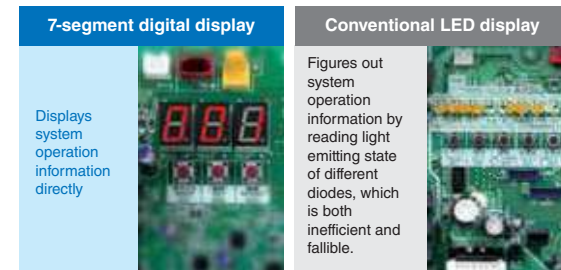 7-segment digital display
Conventional LED display
Displays
system
operation
information
directly
Figures out
system
operation
information by
reading light
emitting state
of different
diodes, which
is both
inefficient and
fallible.